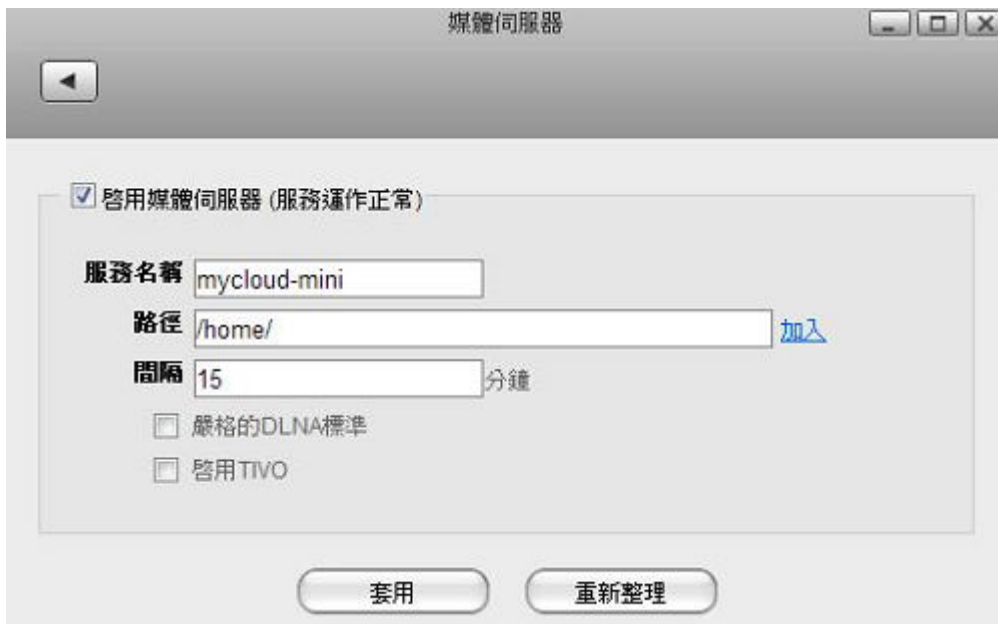 媒體伺服器
啓用媒體伺服器 (服務運作正常)
服務名稱 mycloud-mini
路徑 /home/ 加入
間隔 15 分鐘
嚴格的DLNA標準
啓用TIVO
套用 重新整理